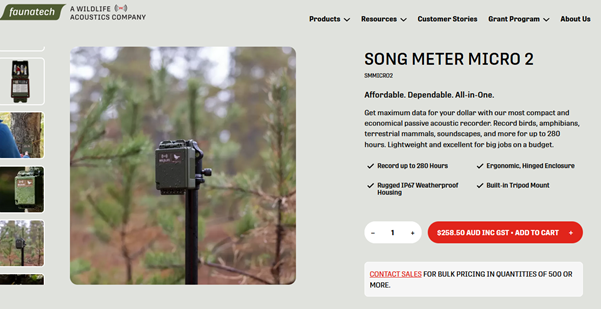 faunatech
A WILDLIFE
ACOUSTICS COMPANY
Products
Resources
Customer Stories
Grant Program
About Us
SONG METER MICRO 2
SMMICRO2
Affordable. Dependable. All-in-One.
Get maximum data for your dollar with our most compact and
economical passive acoustic recorder. Record birds, amphibians,
terrestrial mammals, soundscapes, and more for up to 280
hours. Lightweight and excellent for big jobs on a budget.
Record up to 280 Hours
Ergonomic, Hinged Enclosure
Rugged IP67 Weatherproof
Housing
Built-in Tripod Mount
- 1 +
$258.50 AUD INC GST • ADD TO CART +
CONTACT SALES FOR BULK PRICING IN QUANTITIES OF 500 OR
MORE.